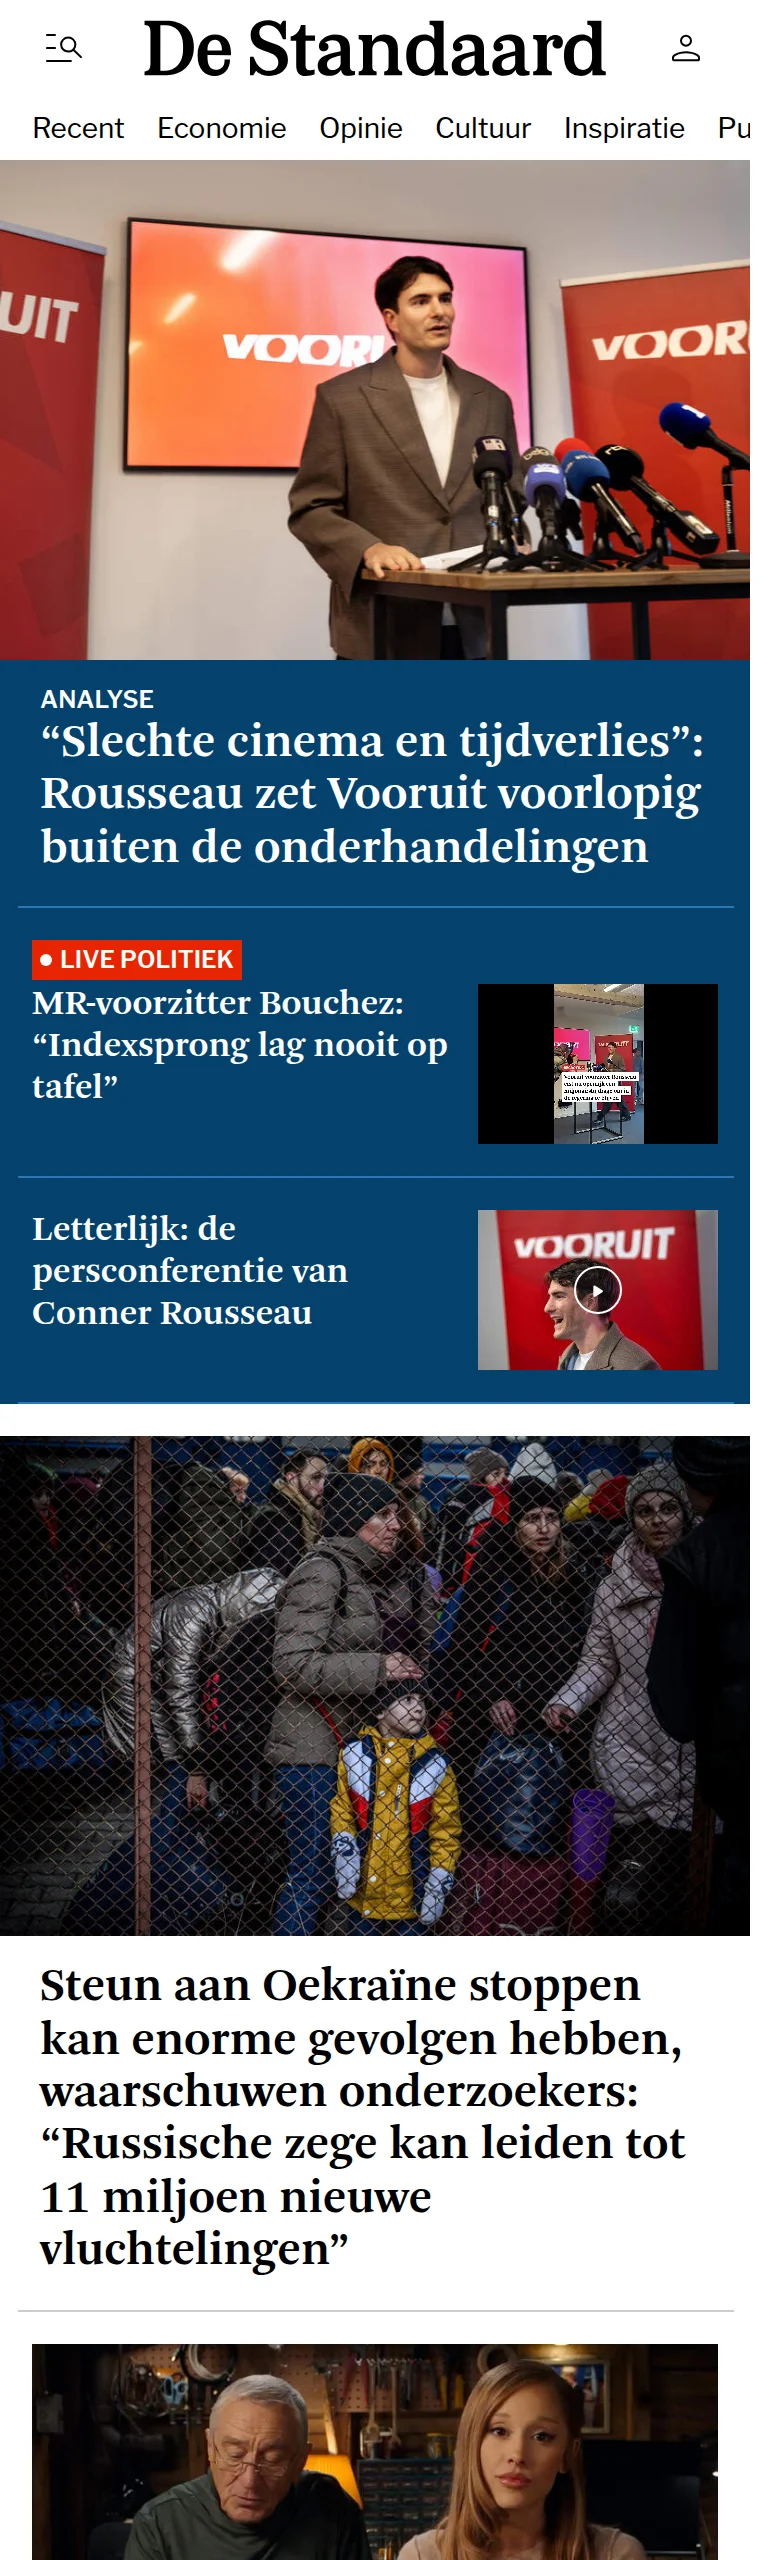 De Standaard
Recent Economie Opinie Cultuur Inspiratie Pu
UIT
VOORU
VOORU
ANALYSE
“Slechte cinema en tijdverlies”:
Rousseau zet Vooruit voorlopig
buiten de onderhandelingen
LIVE POLITIEK
MR-voorzitter Bouchez:
“Indexsprong lag nooit op
tafel”
Letterlijk: de
persconferentie van
Conner Rousseau
VOORUIT
Steun aan Oekraïne stoppen
kan enorme gevolgen hebben,
waarschuwen onderzoekers:
“Russische zege kan leiden tot
11 miljoen nieuwe
vluchtelingen”